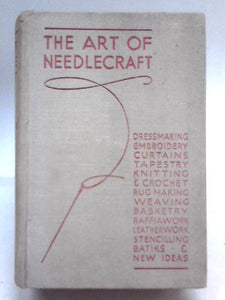 THE ART OF
NEEDLECRAFT
DRESSMAKING
EMBROIDERY
CURTAINS
TAPESTRY
KNITTING
& CROCHET
RUG MAKING
WEAVING
BASKETRY
RAFFIAWORK
LEATHERWORK
STENCILLING
BATIKS - &
NEW IDEAS